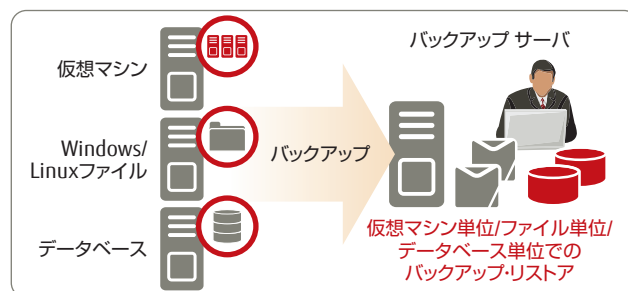 仮想マシン
Windows/
Linuxファイル
データベース
バックアップ
バックアップ サーバ
仮想マシン単位/ファイル単位/
データベース単位での
バックアップ・リストア